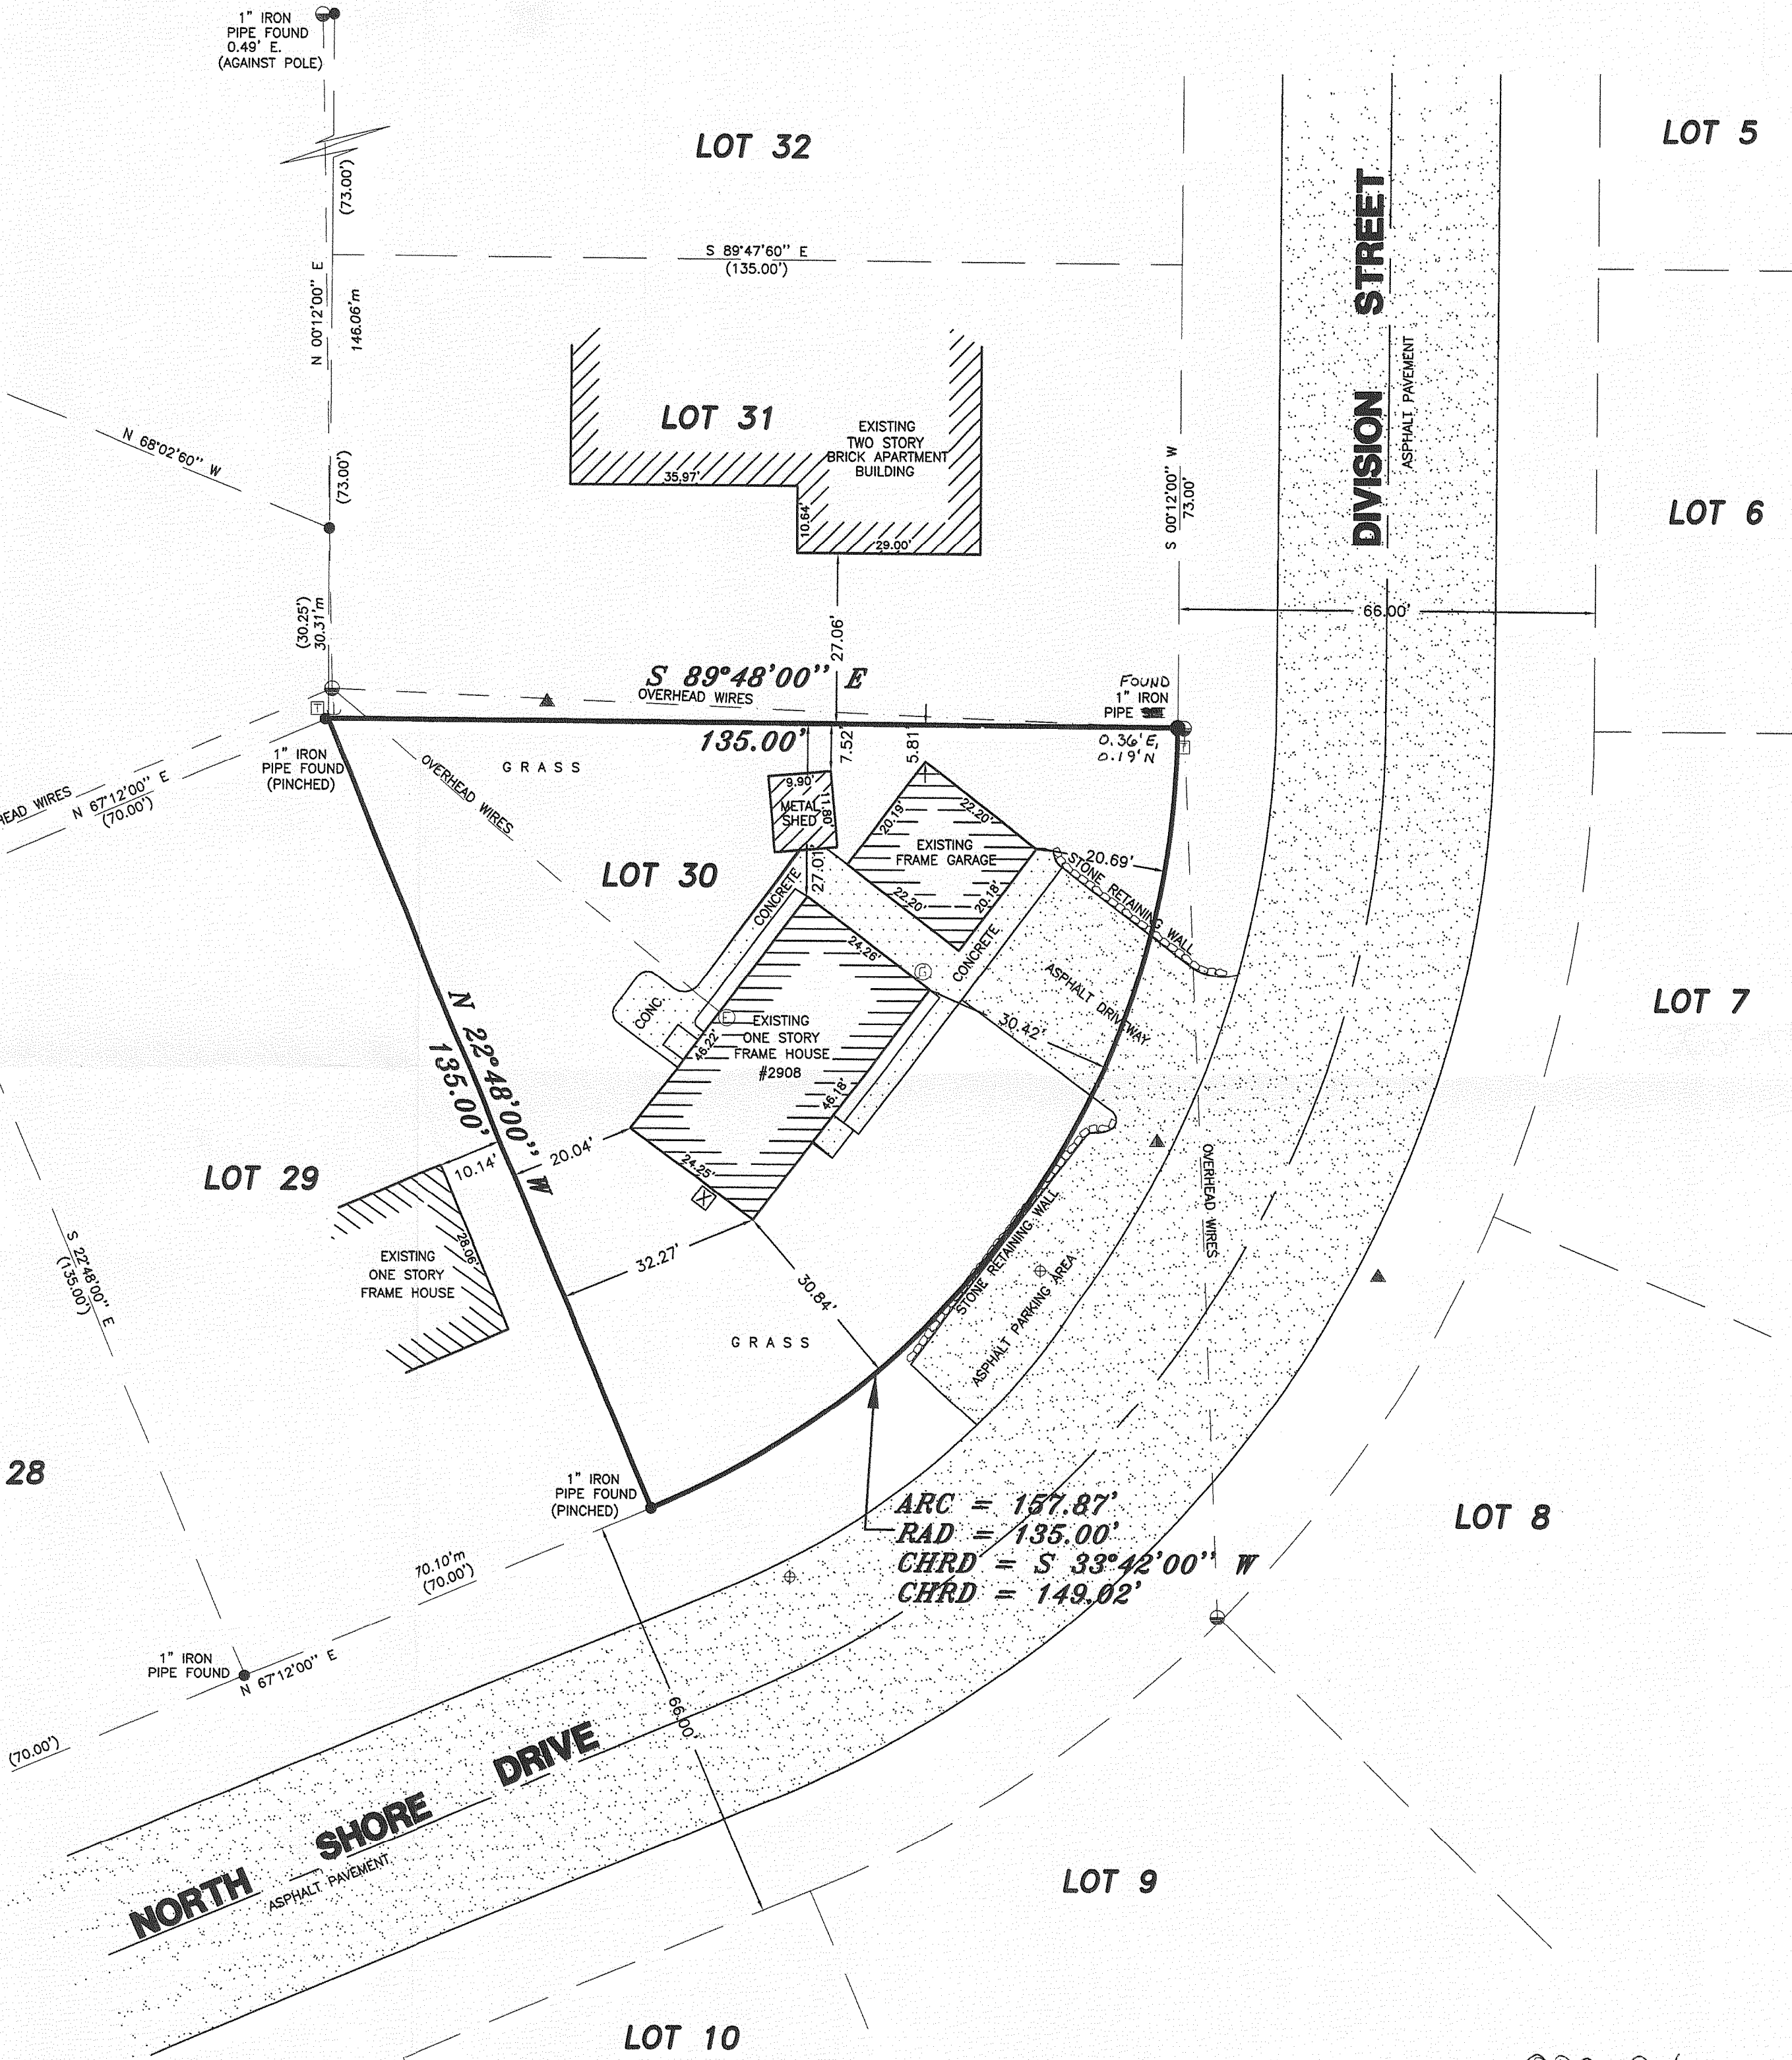 1" IRON
PIPE FOUND
0.49' E.
(AGAINST POLE)
LOT 32
LOT 5
DIVISION STREET
ASPHALT PAVEMENT
(73.00')
N 00°12'00" E
146.06'm
S 89°47'60" E
(135.00')
LOT 31
EXISTING
TWO STORY
BRICK APARTMENT
BUILDING
35.97'
10.64'
29.00'
N 68°02'60" W
(73.00')
S 00°12'00" W
73.00'
LOT 6
(30.25')
30.31'm
27.06'
66.00'
S 89°48'00" E
OVERHEAD WIRES
135.00'
FOUND
1" IRON
PIPE
0.36' E,
0.19' N
T
T
1" IRON
PIPE FOUND
(PINCHED)
GRASS
OVERHEAD WIRES
HEAD WIRES
N 67°12'00" E
(70.00')
7.52'
5.81
9.90'
METAL
SHED
11.80'
20.19'
22.20'
EXISTING
FRAME GARAGE
22.20'
20.18'
20.69'
STONE RETAINING WALL
LOT 30
27.01'
CONCRETE
CONCRETE
24.26'
G
ASPHALT DRIVEWAY
CONC.
E
EXISTING
ONE STORY
FRAME HOUSE
#2908
46.22'
46.18'
30.42'
LOT 7
N 22°48'00" W
135.00'
LOT 29
10.14'
20.04'
24.25'
X
28.06'
EXISTING
ONE STORY
FRAME HOUSE
S 22°48'00" E
(135.00')
32.27'
30.84'
GRASS
STONE RETAINING WALL
ASPHALT PARKING AREA
OVERHEAD WIRES
28
1" IRON
PIPE FOUND
(PINCHED)
ARC = 157.87'
RAD = 135.00'
CHRD = S 33°42'00" W
CHRD = 149.02'
LOT 8
70.10'm
(70.00')
1" IRON
PIPE FOUND
N 67°12'00" E
(70.00')
66.00'
NORTH SHORE DRIVE
ASPHALT PAVEMENT
LOT 9
LOT 10